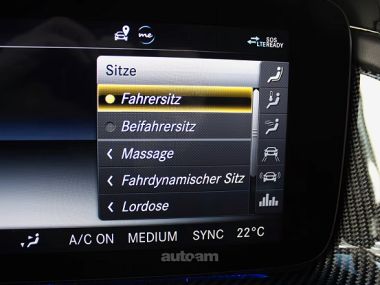 me
SOS
LTE READY
Sitze
Fahrersitz
Beifahrersitz
Massage
Fahrdynamischer Sitz
Lordose
A/C ON MEDIUM SYNC 22°C
autoam